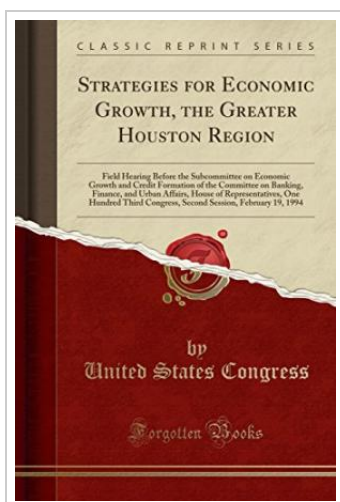 CLASSIC REPRINT SERIES
STRATEGIES FOR ECONOMIC
GROWTH, THE GREATER
HOUSTON REGION
Field Hearing Before the Subcommittee on Economic
Growth and Credit Formation of the Committee on Banking,
Finance, and Urban Affairs, House of Representatives, One
Hundred Third Congress, Second Session, February 19, 1994
by
United States Congress
Forgotten Books